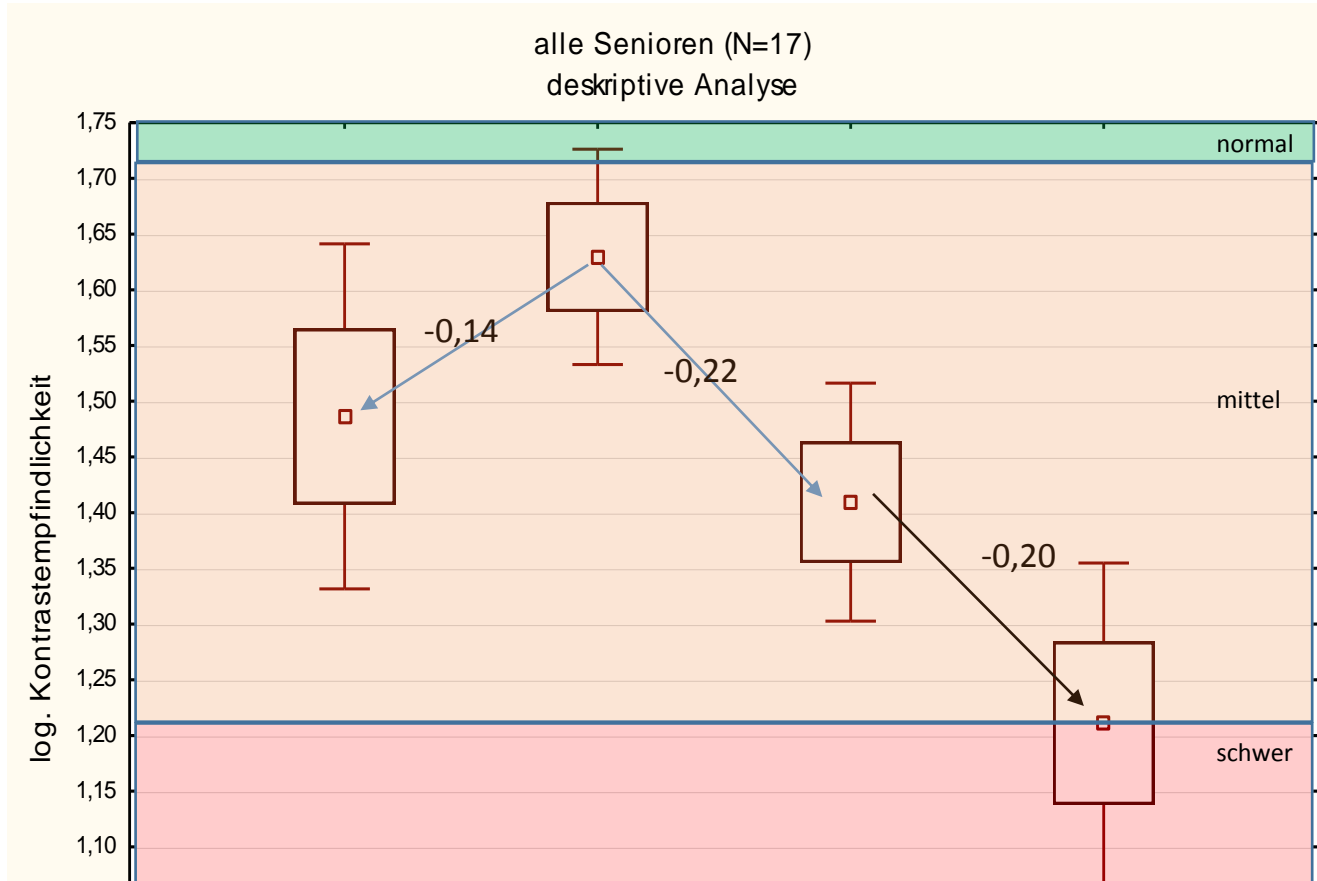 alle Senioren (N=17)
deskriptive Analyse
1,75
1,70
1,65
1,60
1,55
1,50
1,45
1,40
1,35
1,30
1,25
1,20
1,15
1,10
log. Kontrastempfindlichkeit
normal
mittel
schwer
-0,14
-0,22
-0,20